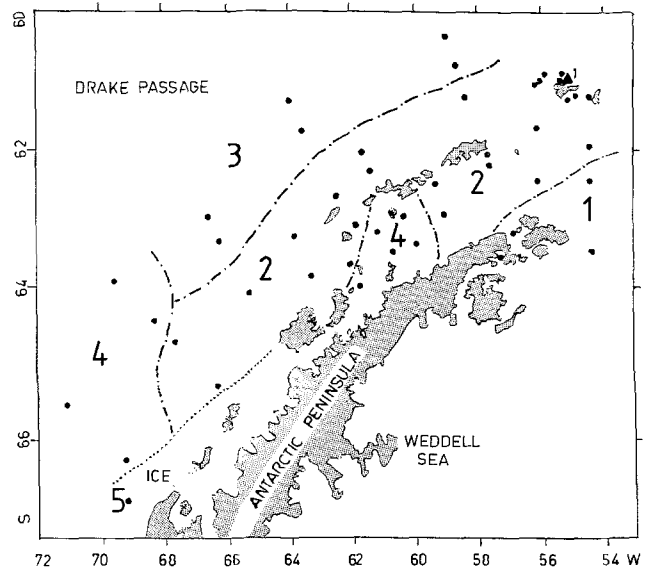 60
DRAKE PASSAGE
1
3
62
2
1
4
2
64
4
ANTARCTIC PENINSULA
WEDDELL
SEA
66
ICE
5
S
72 70 68 66 64 62 60 58 56 54 W